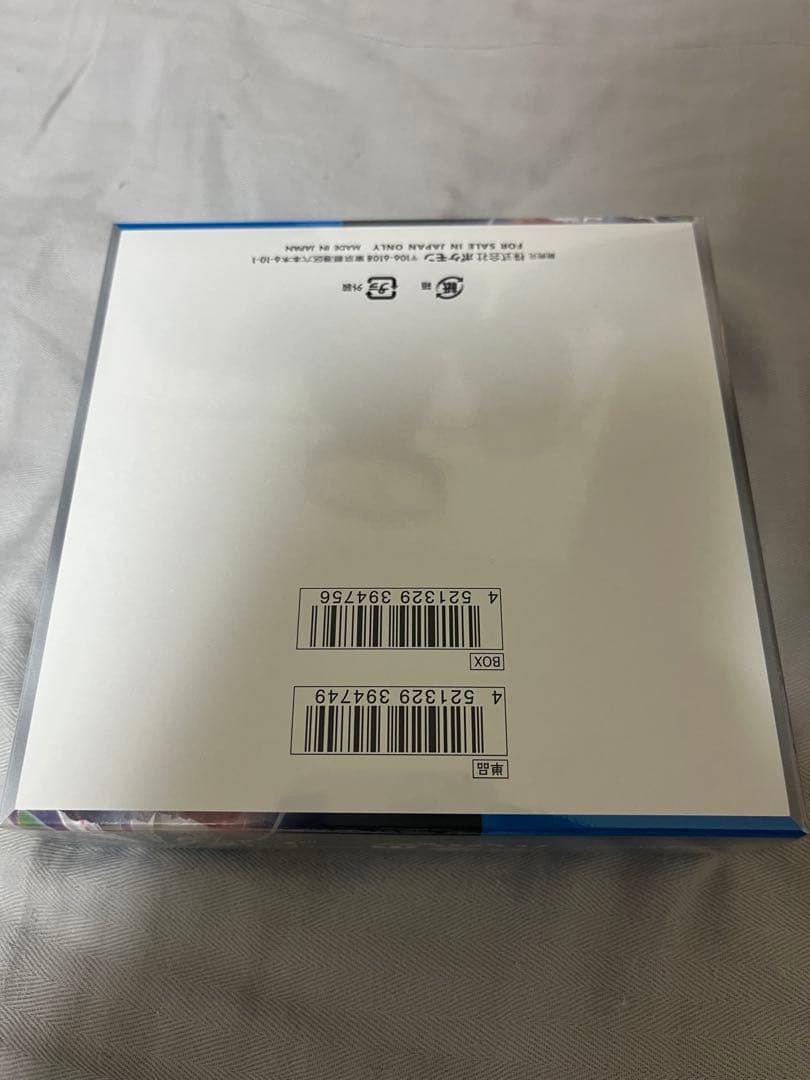 単品
4 521329 394749
BOX
4 521329 394756
紙 箱 プラ 外装
発売元 株式会社ポケモン 〒106-6108 東京都港区六本木6-10-1
FOR SALE IN JAPAN ONLY MADE IN JAPAN